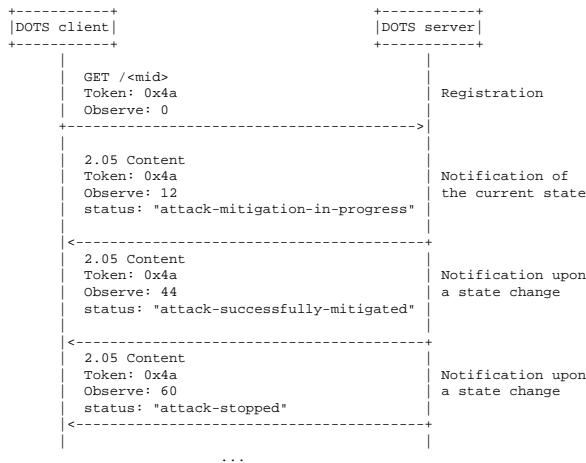 DOTS client DOTS server
GET /<mid>
Token: 0x4a Registration
Observe: 0
2.05 Content
Token: 0x4a Notification of
Observe: 12 the current state
status: "attack-mitigation-in-progress"
2.05 Content
Token: 0x4a Notification upon
Observe: 44 a state change
status: "attack-successfully-mitigated"
2.05 Content
Token: 0x4a Notification upon
Observe: 60 a state change
status: "attack-stopped"
...